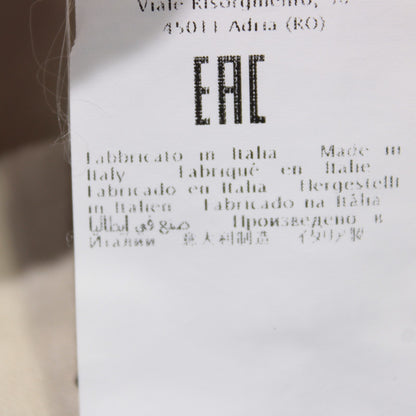 Viale Risorgimento,
45011 Adria (RO)
EAC
Fabbricato in Italia Made in
Italy Fabriqué en Italie
Fabricado en Italia Hergestellt
in Italien Fabricado na Itália
صنع في إيطاليا Произведено в
Италии 意大利制造 イタリア製